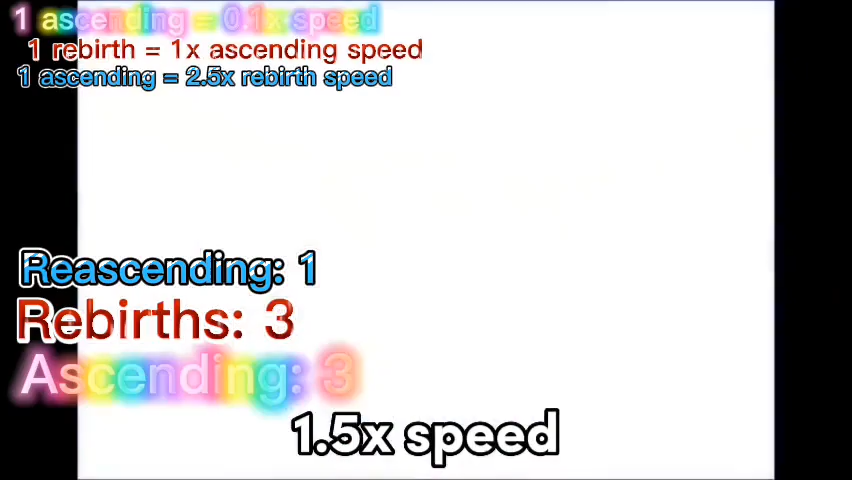 1 ascending = 0.1x speed
1 rebirth = 1x ascending speed
1 ascending = 2.5x rebirth speed
Reascending: 1
Rebirths: 3
Ascending: 3
1.5x speed